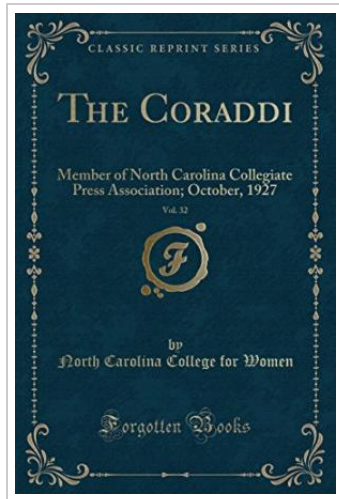 CLASSIC REPRINT SERIES
THE CORADDI
Member of North Carolina Collegiate
Press Association; October, 1927
Vol. 32
F
by
North Carolina College for Women
Forgotten Books